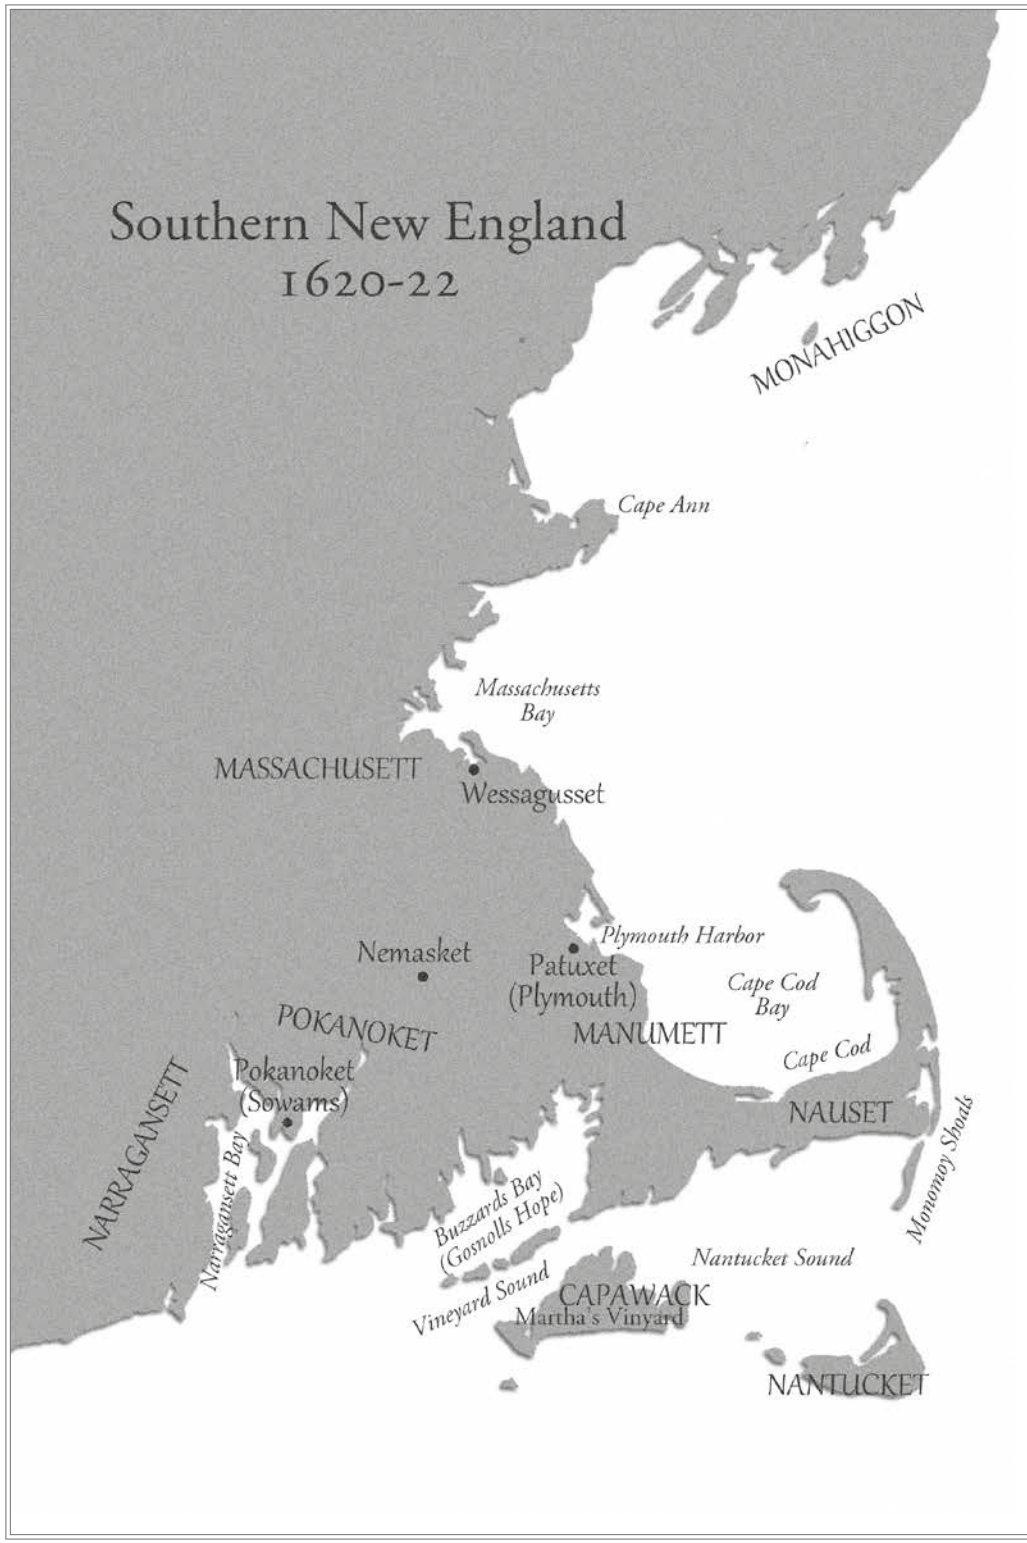 Southern New England
1620-22
MONAHIGGON
Cape Ann
Massachusetts
Bay
MASSACHUSETT
Wessagusset
Plymouth Harbor
Nemasket
Patuxet
(Plymouth)
Cape Cod
Bay
POKANOKET
MANUMETT
Cape Cod
Pokanoket
(Sowams)
NAUSET
NARRAGANSETT
Narragansett Bay
Monomoy Shoals
Buzzards Bay
(Gosnolls Hope)
Nantucket Sound
Vineyard Sound
CAPAWACK
Martha's Vinyard
NANTUCKET